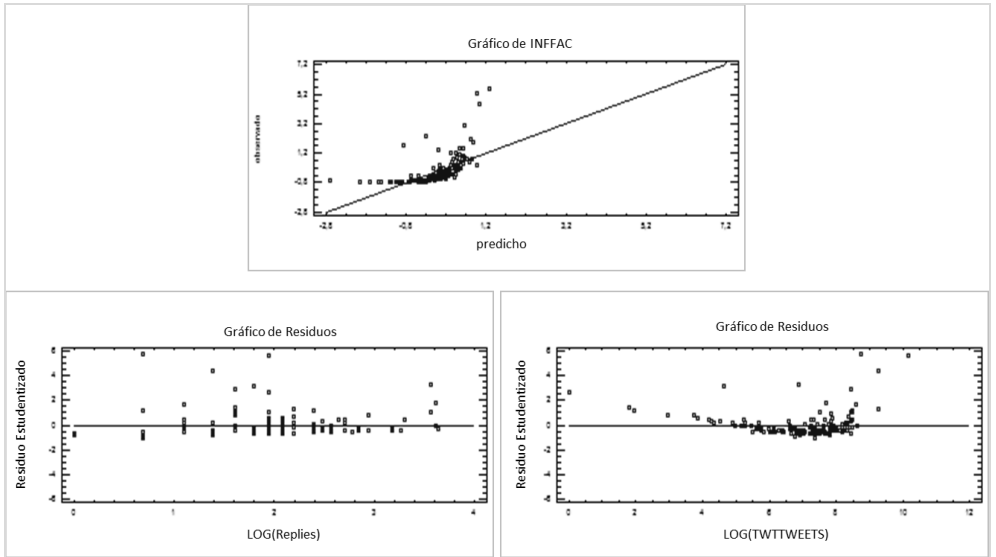 Gráfico de INFFAC
observado
7,2
5,2
3,2
1,2
-0,8
-2,8
-2,8 -0,8 1,2 3,2 5,2 7,2
predicho
Gráfico de Residuos
Residuo Estudentizado
6
4
2
0
-2
-4
-6
0 1 2 3 4
LOG(Replies)
Gráfico de Residuos
Residuo Estudentizado
6
4
2
0
-2
-4
-6
0 2 4 6 8 10 12
LOG(TWTTWEETS)